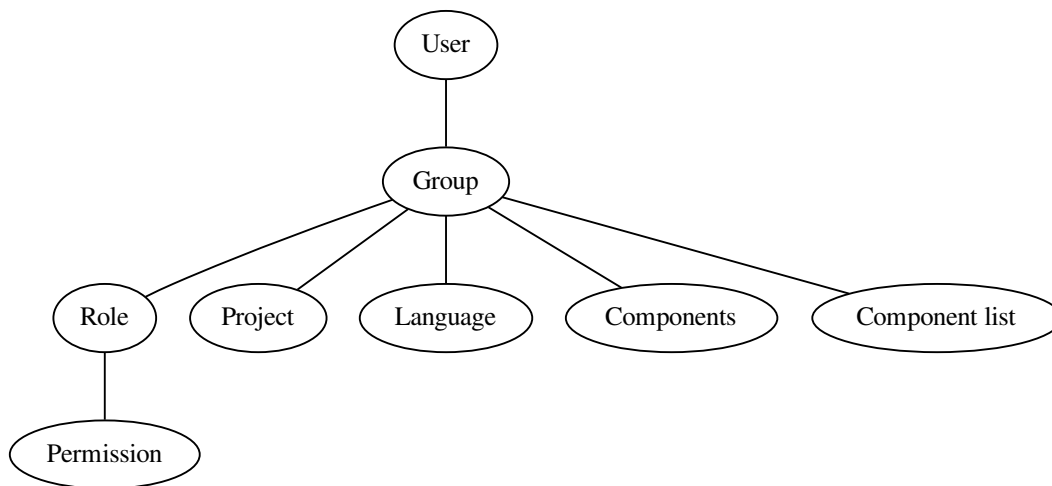 User
Group
Role
Project
Language
Components
Component list
Permission